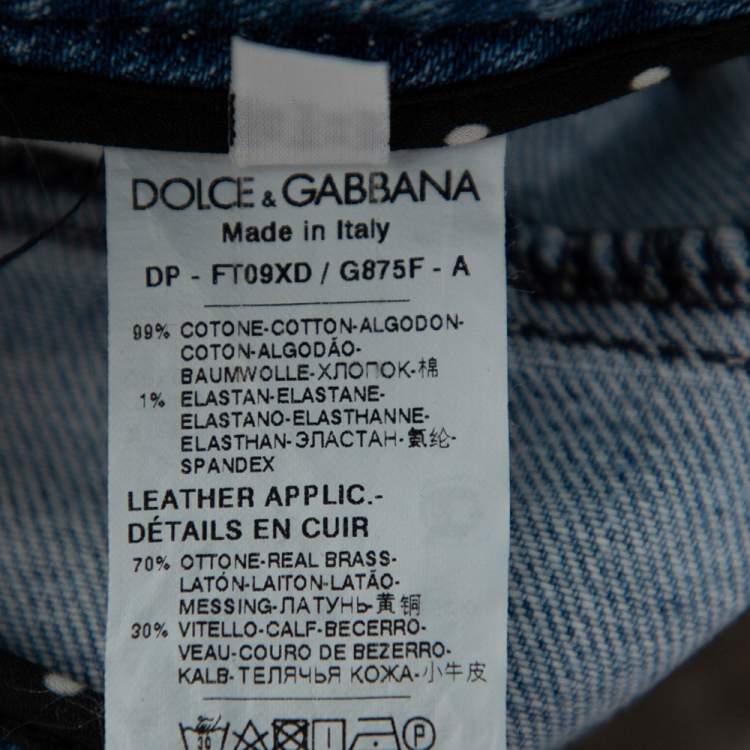 DOLCE & GABBANA
Made in Italy
DP - FT09XD / G875F - A
99% COTONE-COTTON-ALGODON-
COTON-ALGODÃO-
BAUMWOLLE-ХЛОПОК-棉
1% ELASTAN-ELASTANE-
ELASTANO-ELASTHANNE-
ELASTHAN-ЭЛАСТАН-氨纶-
SPANDEX
LEATHER APPLIC.-
DÉTAILS EN CUIR
70% OTTONE-REAL BRASS-
LATÓN-LAITON-LATÃO-
MESSING-ЛАТУНЬ-黄铜
30% VITELLO-CALF-BECERRO-
VEAU-COURO DE BEZERRO-
KALB-ТЕЛЯЧЬЯ КОЖА-小牛皮
30 P